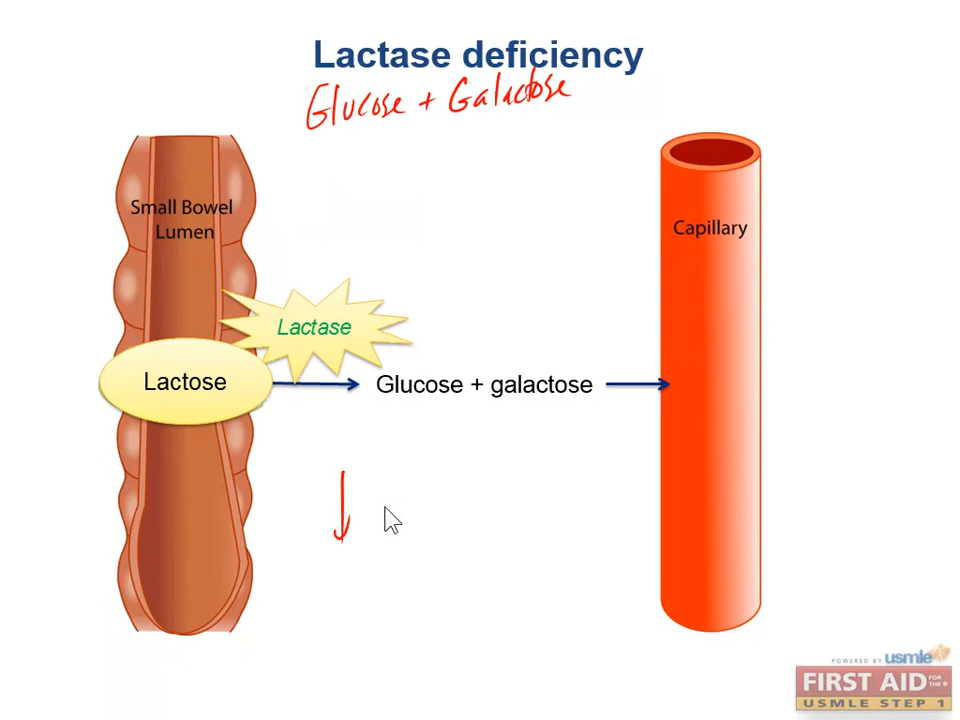 Lactase deficiency
Glucose + Galactose
Small Bowel
Lumen
Capillary
Lactase
Lactose
Glucose + galactose
POWERED BY usmle
FIRST AID FOR THE ®
USMLE STEP 1